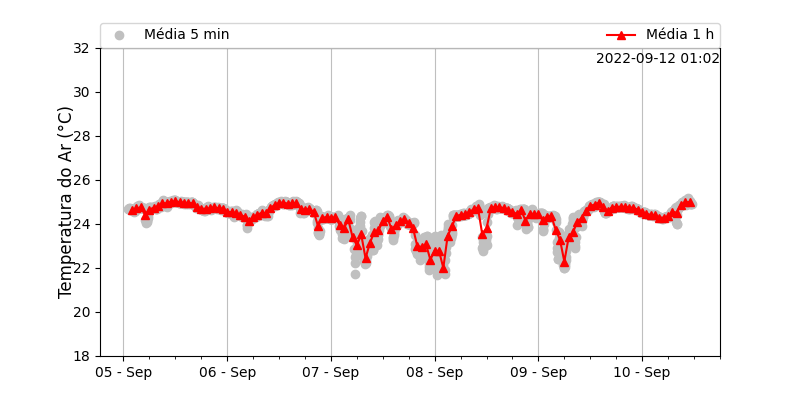 Média 5 min
Média 1 h
2022-09-12 01:02
Temperatura do Ar (°C)
32
30
28
26
24
22
20
18
05 - Sep
06 - Sep
07 - Sep
08 - Sep
09 - Sep
10 - Sep